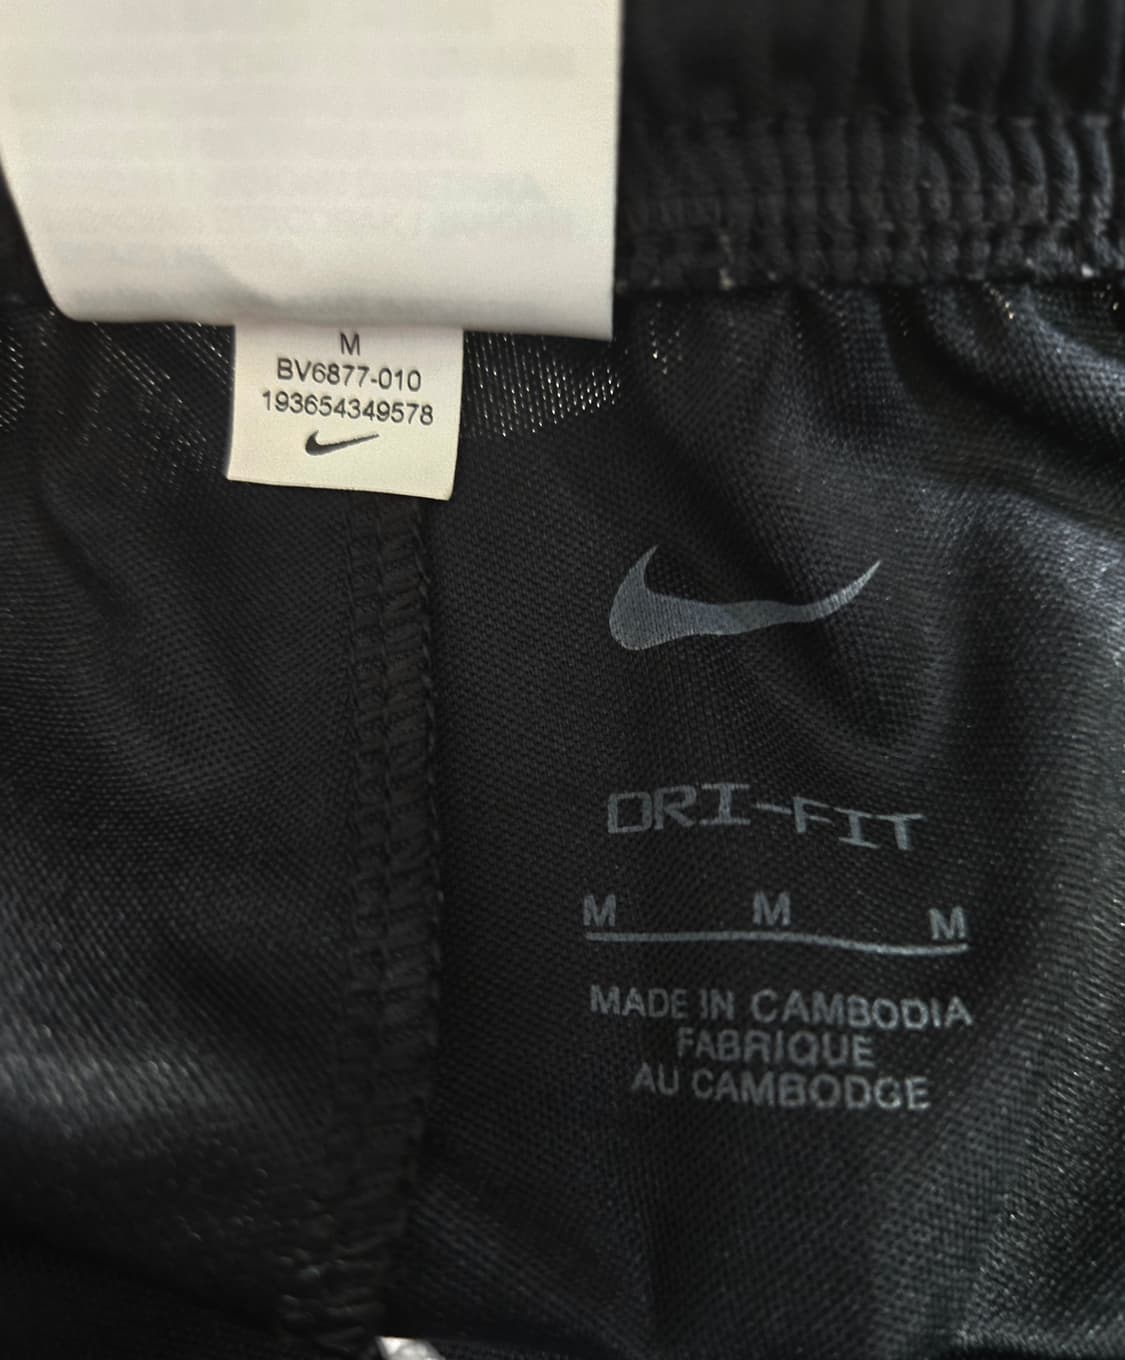 M
BV6877-010
193654349578
DRI-FIT
M M M
MADE IN CAMBODIA
FABRIQUE
AU CAMBODGE